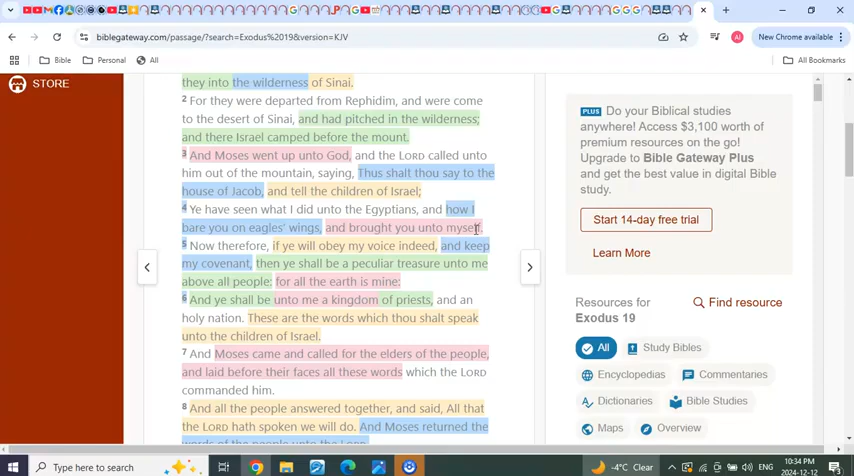 biblegateway.com/passage/?search=Exodus%2019&version=KJV
New Chrome available
Bible
Personal
All
All Bookmarks
STORE
they into the wilderness of Sinai.
2 For they were departed from Rephidim, and were come
to the desert of Sinai, and had pitched in the wilderness;
and there Israel camped before the mount.
3 And Moses went up unto God, and the LORD called unto
him out of the mountain, saying, Thus shalt thou say to the
house of Jacob, and tell the children of Israel;
4 Ye have seen what I did unto the Egyptians, and how I
bare you on eagles' wings, and brought you unto myself.
5 Now therefore, if ye will obey my voice indeed, and keep
my covenant, then ye shall be a peculiar treasure unto me
above all people: for all the earth is mine:
6 And ye shall be unto me a kingdom of priests, and an
holy nation. These are the words which thou shalt speak
unto the children of Israel.
7 And Moses came and called for the elders of the people,
and laid before their faces all these words which the LORD
commanded him.
8 And all the people answered together, and said, All that
the LORD hath spoken we will do. And Moses returned the
words of the people unto the LORD.
PLUS Do your Biblical studies
anywhere! Access $3,100 worth of
premium resources on the go!
Upgrade to Bible Gateway Plus
and get the best value in digital Bible
study.
Start 14-day free trial
Learn More
Resources for
Exodus 19
Find resource
All
Study Bibles
Encyclopedias
Commentaries
Dictionaries
Bible Studies
Maps
Overview
Type here to search
-4°C Clear
ENG
10:34 PM
2024-12-12